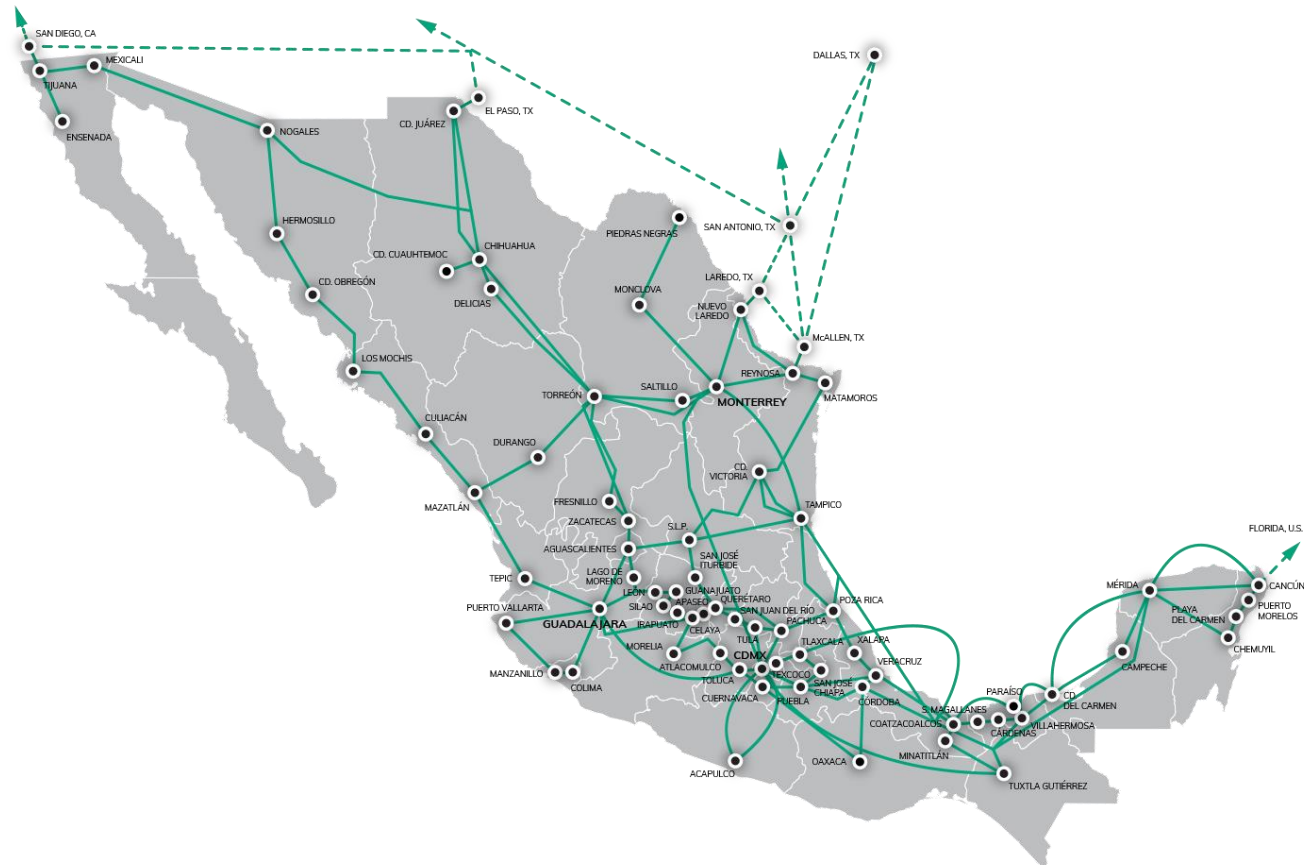 SAN DIEGO, CA
MEXICALI
TIJUANA
ENSENADA
NOGALES
CD. JUÁREZ
EL PASO, TX
DALLAS, TX
HERMOSILLO
CD. CUAUHTEMOC
CHIHUAHUA
DELICIAS
PIEDRAS NEGRAS
SAN ANTONIO, TX
CD. OBREGÓN
MONCLOVA
LAREDO, TX
NUEVO
LAREDO
McALLEN, TX
LOS MOCHIS
REYNOSA
TORREÓN
SALTILLO
MONTERREY
MATAMOROS
CULIACÁN
DURANGO
CD.
VICTORIA
MAZATLÁN
FRESNILLO
ZACATECAS
TAMPICO
S.L.P.
AGUASCALIENTES
FLORIDA, U.S.
SAN JOSÉ
ITURBIDE
LAGO DE
MORENO
TEPIC
LEÓN
GUANAJUATO
MÉRIDA
CANCÚN
PUERTO VALLARTA
SILAO
APASEO
QUERÉTARO
SAN JUAN DEL RÍO
POZA RICA
PLAYA
DEL CARMEN
PUERTO
MORELOS
GUADALAJARA
IRAPUATO
CELAYA
TULA
PACHUCA
MORELIA
CDMX
TLAXCALA
XALAPA
CHEMUYIL
ATLACOMULCO
TEXCOCO
VERACRUZ
CAMPECHE
MANZANILLO
COLIMA
TOLUCA
SAN JOSÉ
CHIAPA
CUERNAVACA
PUEBLA
CÓRDOBA
PARAÍSO
CD.
DEL CARMEN
S. MAGALLANES
COATZACOALCOS
CÁRDENAS
VILLAHERMOSA
MINATITLÁN
ACAPULCO
OAXACA
TUXTLA GUTIÉRREZ